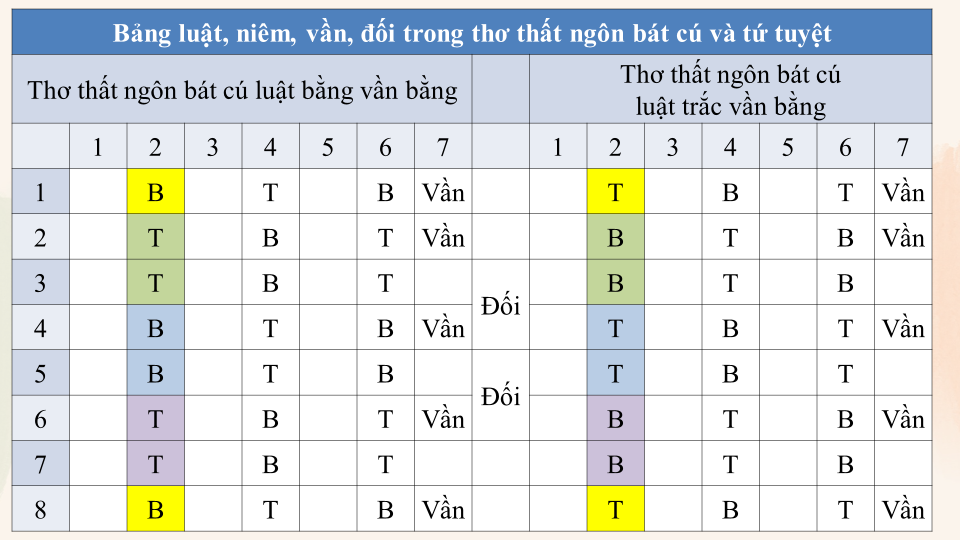 Bảng luật, niêm, vần, đối trong thơ thất ngôn bát cú và tứ tuyệt
Thơ thất ngôn bát cú luật bằng vần bằng
Thơ thất ngôn bát cú
luật trắc vần bằng
1 2 3 4 5 6 7 1 2 3 4 5 6 7
1 B T B Vần T B T Vần
2 T B T Vần B T B Vần
3 T B T B T B
Đối
4 B T B Vần T B T Vần
5 B T B T B T
Đối
6 T B T Vần B T B Vần
7 T B T B T B
8 B T B Vần T B T Vần